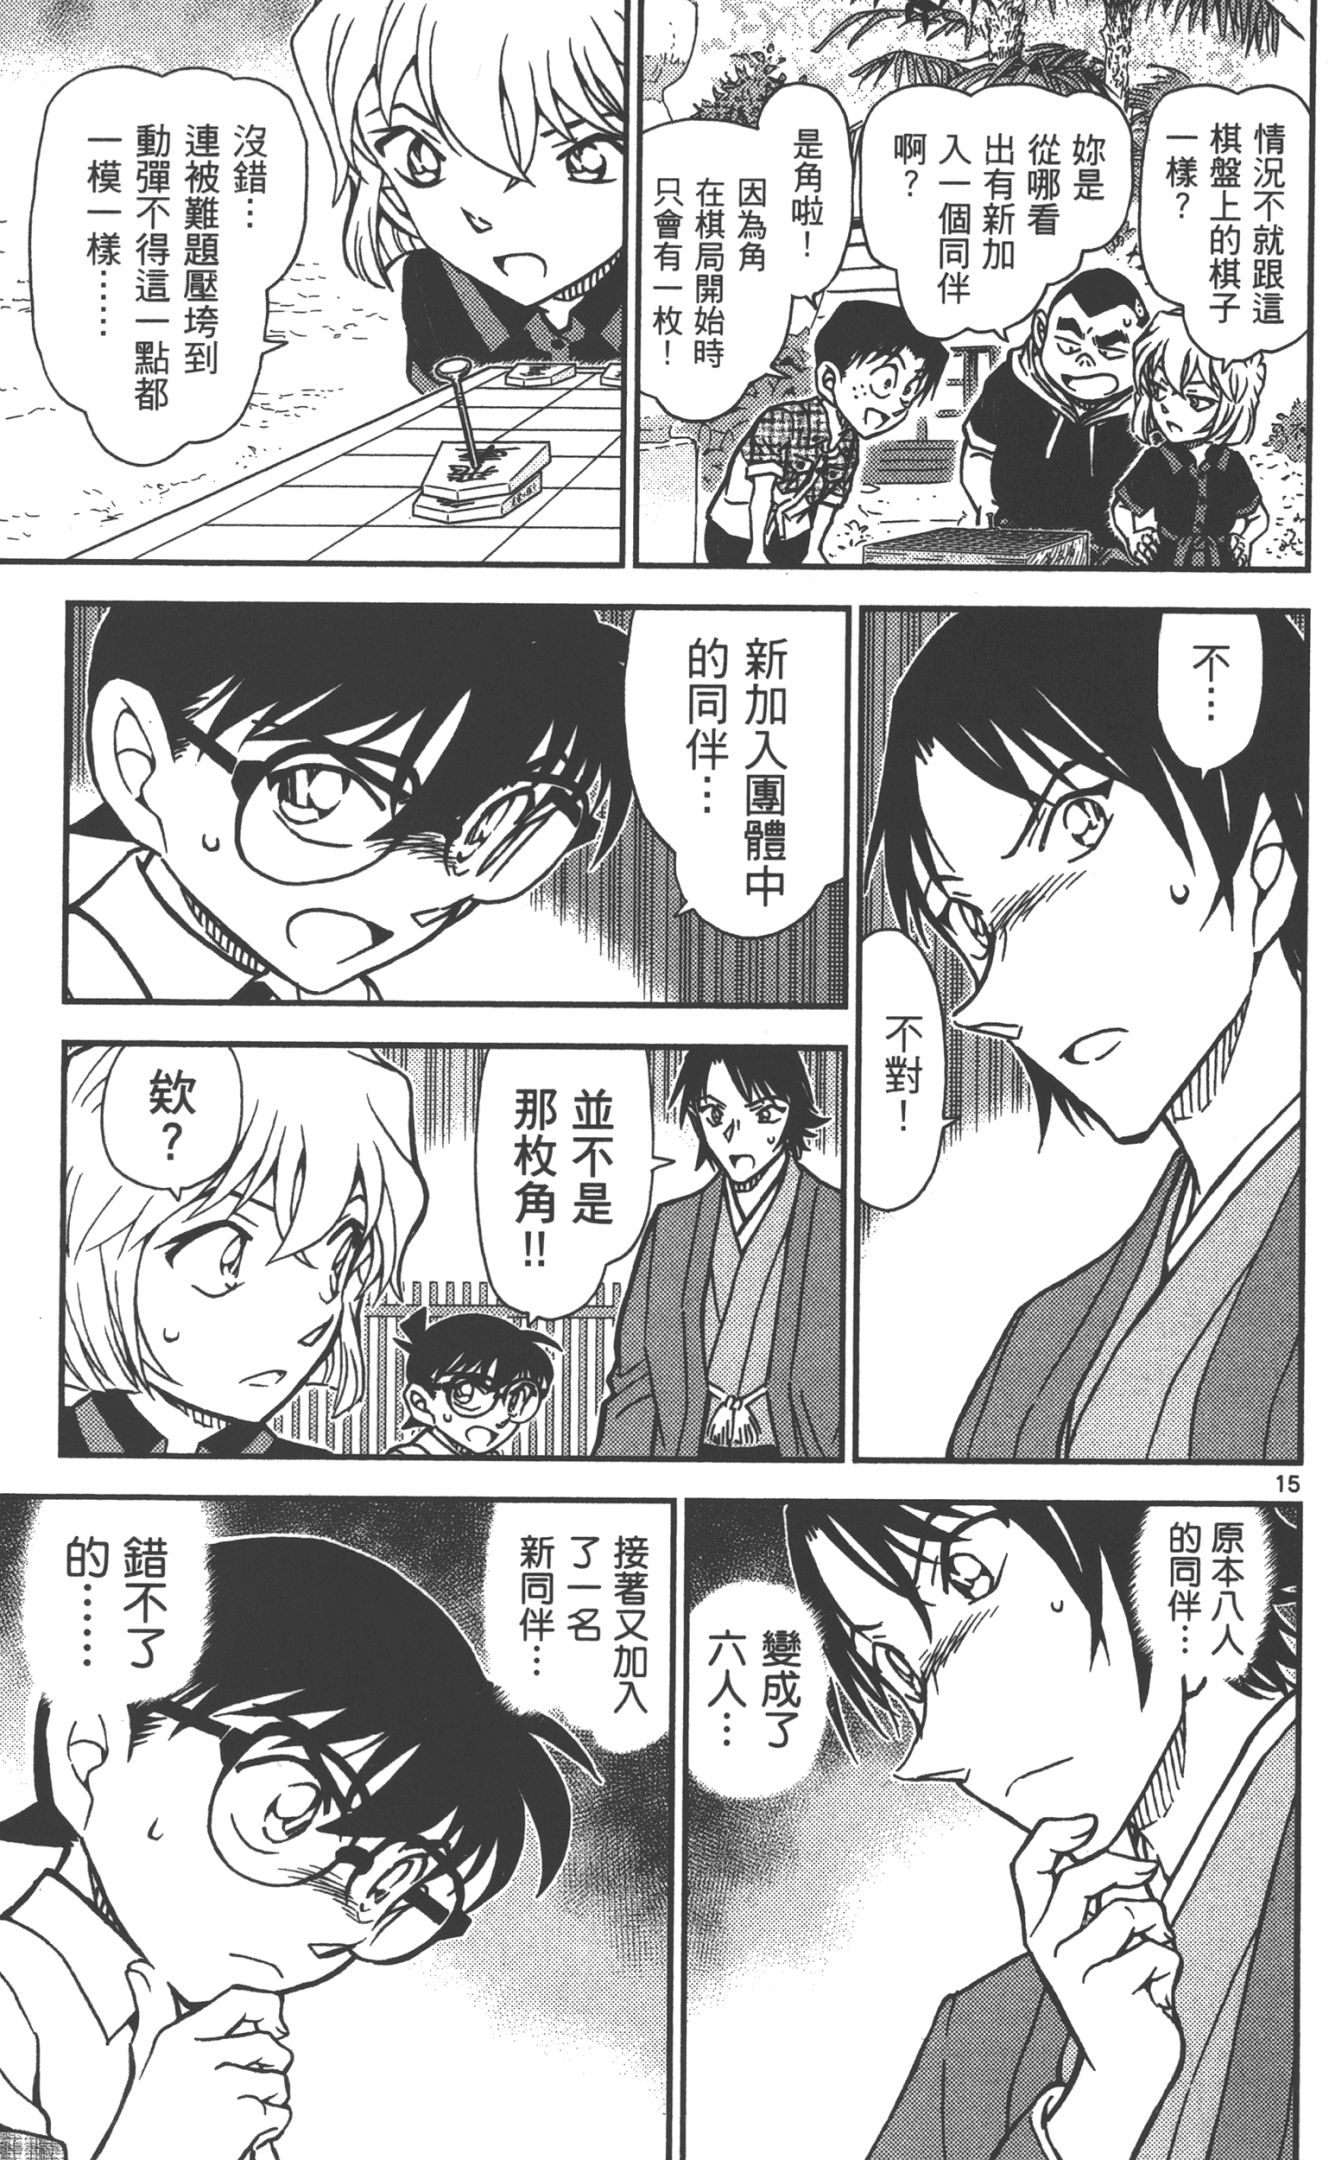 情況不就跟這
棋盤上的棋子
一樣？
妳是
從哪看
出有新加
入一個同伴
啊？
是角啦！
因為角
在棋局開始時
只會有一枚！
沒錯…
連被難題壓垮到
動彈不得這一點都
一模一樣……
不…
不對！
新加入團體中
的同伴…
並不是
那枚角!!
欸？
15
原本八人
的同伴…
變成了
六人…
接著又加入
了一名
新同伴…
錯不了
的……